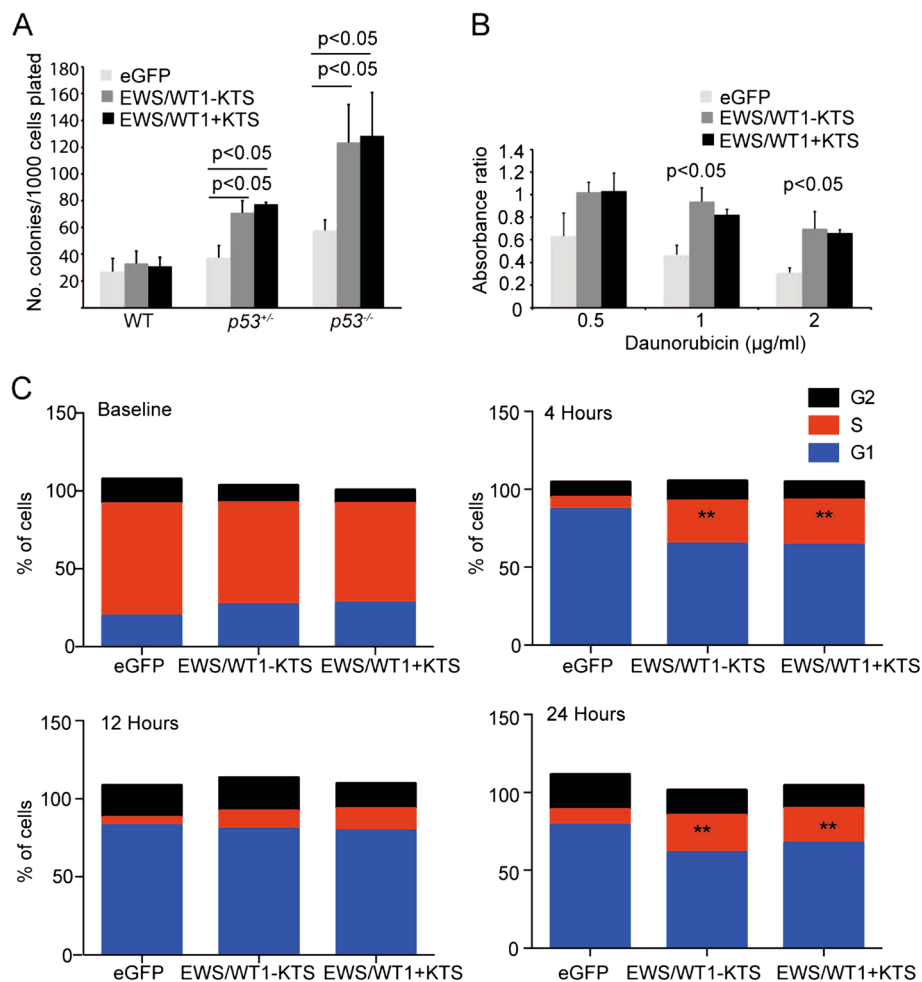 A
No. colonies/1000 cells plated
180
160
140
120
100
80
60
40
20
eGFP
EWS/WT1-KTS
EWS/WT1+KTS
p<0.05
p<0.05
p<0.05
p<0.05
WT
p53+/-
p53-/-
B
eGFP
EWS/WT1-KTS
EWS/WT1+KTS
Absorbance ratio
1.4
1.2
1
0.8
0.6
0.4
0.2
0
p<0.05
p<0.05
0.5
1
2
Daunorubicin (µg/ml)
C
Baseline
% of cells
150
100
50
0
eGFP
EWS/WT1-KTS
EWS/WT1+KTS
4 Hours
G2
S
G1
% of cells
150
100
50
0
**
**
eGFP
EWS/WT1-KTS
EWS/WT1+KTS
12 Hours
% of cells
150
100
50
0
eGFP
EWS/WT1-KTS
EWS/WT1+KTS
24 Hours
150
100
50
0
**
**
eGFP
EWS/WT1-KTS
EWS/WT1+KTS